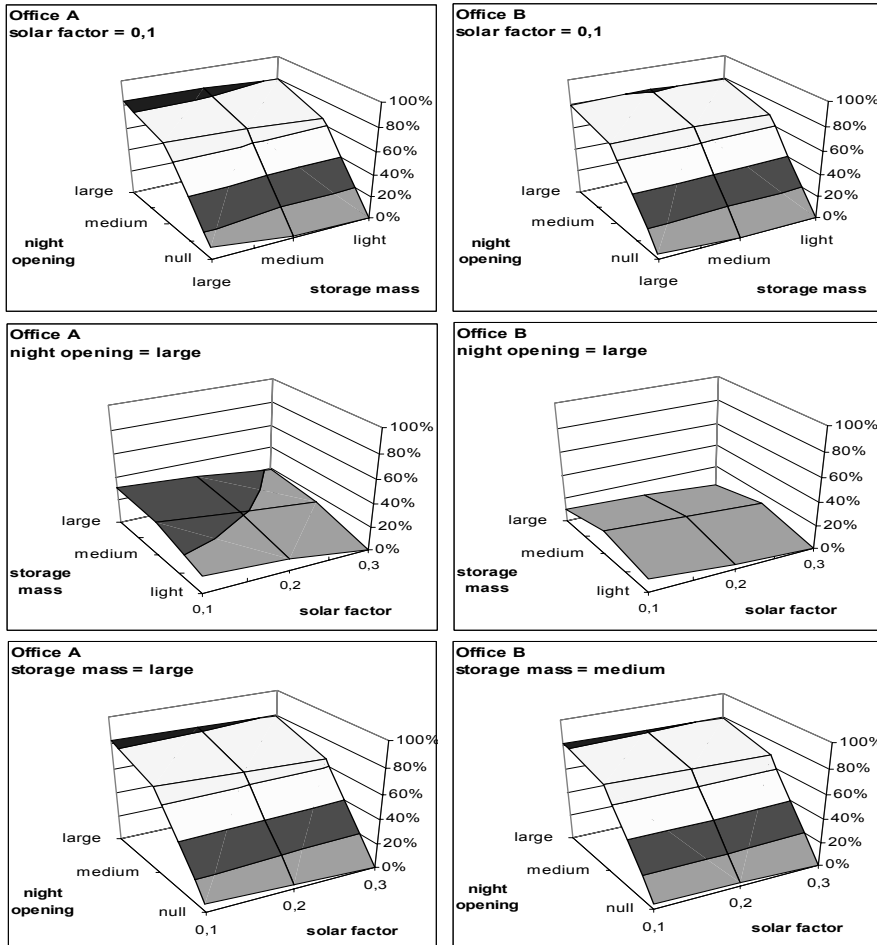 Office A
solar factor = 0,1
100%
80%
60%
40%
20%
0%
large
medium
null
night
opening
large
medium
light
storage mass
Office B
solar factor = 0,1
100%
80%
60%
40%
20%
0%
large
medium
null
night
opening
large
medium
light
storage mass
Office A
night opening = large
100%
80%
60%
40%
20%
0%
large
medium
light
storage
mass
0,1
0,2
0,3
solar factor
Office B
night opening = large
100%
80%
60%
40%
20%
0%
large
medium
light
storage
mass
0,1
0,2
0,3
solar factor
Office A
storage mass = large
100%
80%
60%
40%
20%
0%
large
medium
null
night
opening
0,1
0,2
0,3
solar factor
Office B
storage mass = medium
100%
80%
60%
40%
20%
0%
large
medium
null
night
opening
0,1
0,2
0,3
solar factor